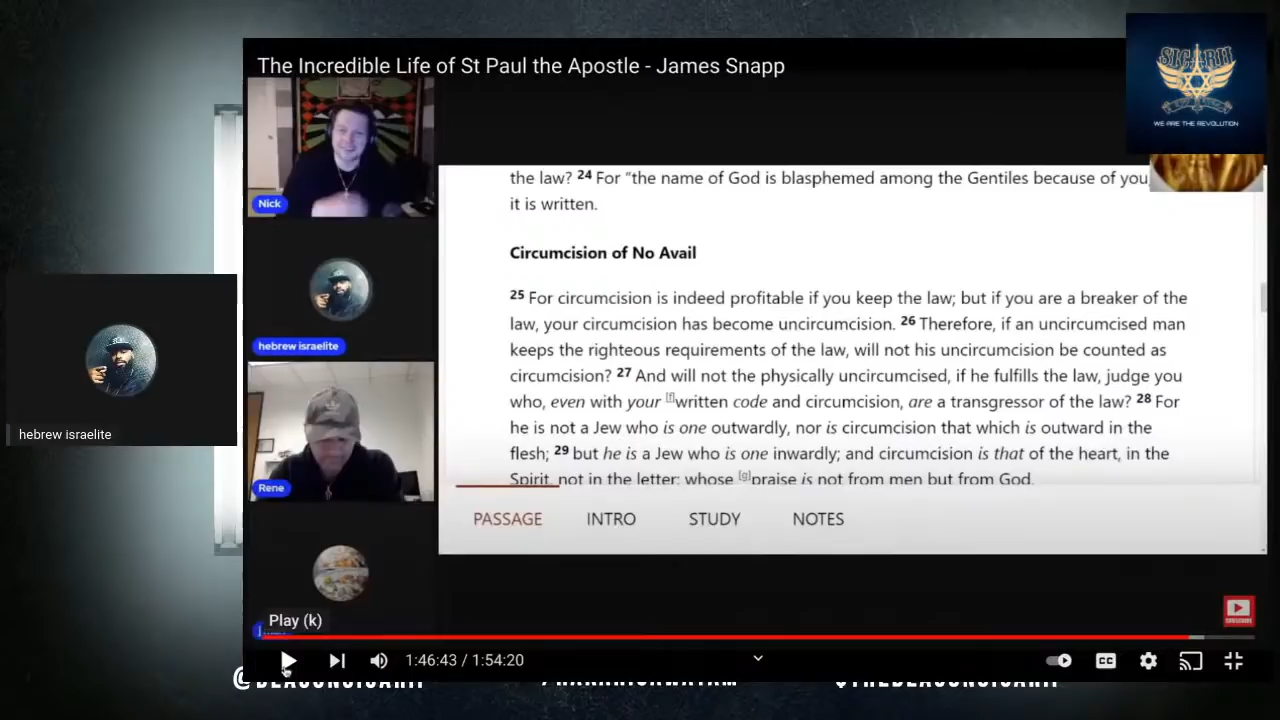 The Incredible Life of St Paul the Apostle - James Snapp
SICARII
WE ARE THE REVOLUTION
Nick
hebrew israelite
hebrew israelite
Rene
the law? 24 For “the name of God is blasphemed among the Gentiles because of you,
it is written.
Circumcision of No Avail
25 For circumcision is indeed profitable if you keep the law; but if you are a breaker of the
law, your circumcision has become uncircumcision. 26 Therefore, if an uncircumcised man
keeps the righteous requirements of the law, will not his uncircumcision be counted as
circumcision? 27 And will not the physically uncircumcised, if he fulfills the law, judge you
who, even with your [f]written code and circumcision, are a transgressor of the law? 28 For
he is not a Jew who is one outwardly, nor is circumcision that which is outward in the
flesh; 29 but he is a Jew who is one inwardly; and circumcision is that of the heart, in the
Spirit, not in the letter; whose [g]praise is not from men but from God.
PASSAGE INTRO STUDY NOTES
Play (k)
1:46:43 / 1:54:20
CC